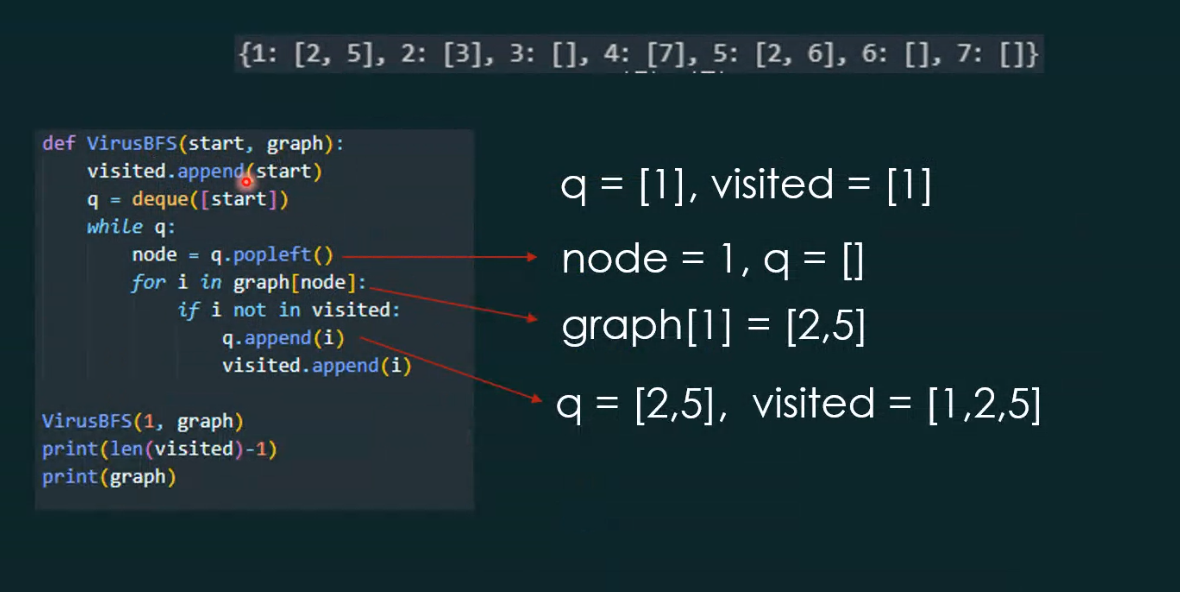 {1: [2, 5], 2: [3], 3: [], 4: [7], 5: [2, 6], 6: [], 7: []}
def VirusBFS(start, graph):
    visited.append(start)
    q = deque([start])
    while q:
        node = q.popleft()
        for i in graph[node]:
            if i not in visited:
                q.append(i)
                visited.append(i)
VirusBFS(1, graph)
print(len(visited)-1)
print(graph)
q = [1], visited = [1]
node = 1, q = []
graph[1] = [2,5]
q = [2,5], visited = [1,2,5]